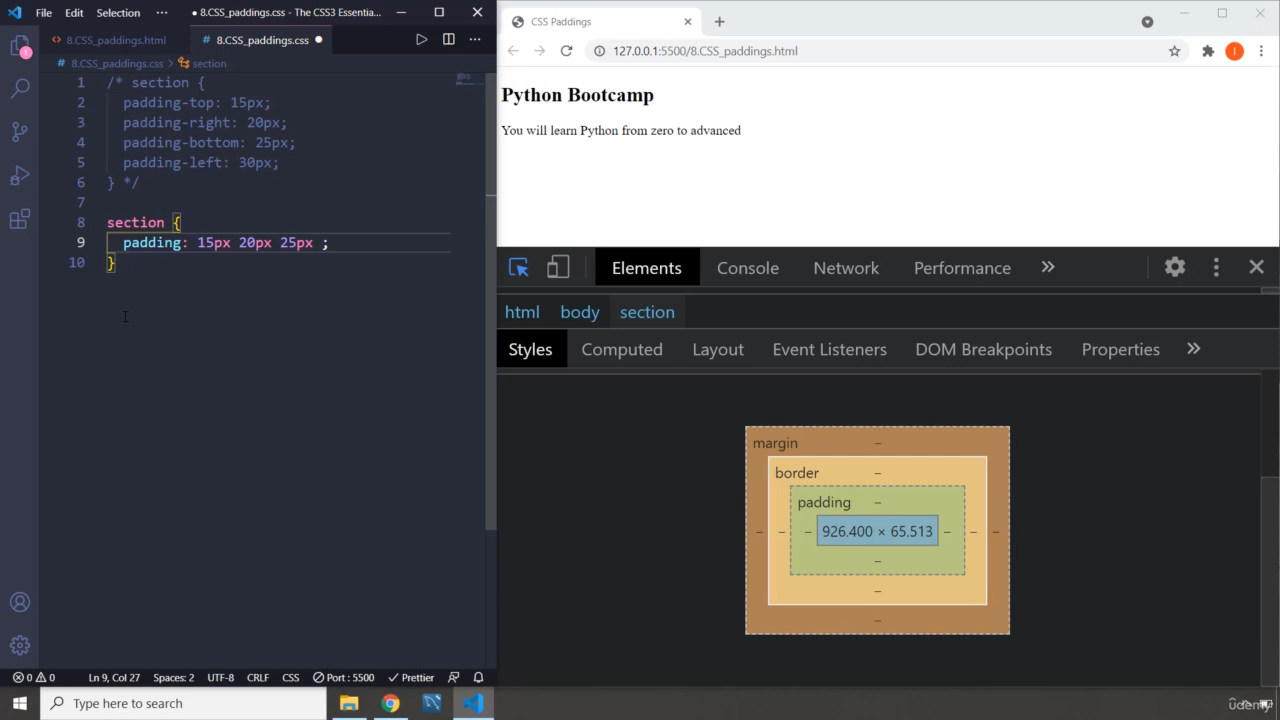 File Edit Selection ··· ● 8.CSS_paddings.css - The CSS3 Essentia...
8.CSS_paddings.html 8.CSS_paddings.css ●
8.CSS_paddings.css > section
1 /* section {
2 padding-top: 15px;
3 padding-right: 20px;
4 padding-bottom: 25px;
5 padding-left: 30px;
6 } */
7
8 section {
9 padding: 15px 20px 25px ;
10 }
1
Ln 9, Col 27 Spaces: 2 UTF-8 CRLF CSS Port : 5500 Prettier
0 0
Type here to search
CSS Paddings
127.0.0.1:5500/8.CSS_paddings.html
I
Python Bootcamp
You will learn Python from zero to advanced
Elements Console Network Performance
html body section
Styles Computed Layout Event Listeners DOM Breakpoints Properties
margin –
border –
padding –
– – – 926.400 × 65.513 – – –
–
–
–
udemy